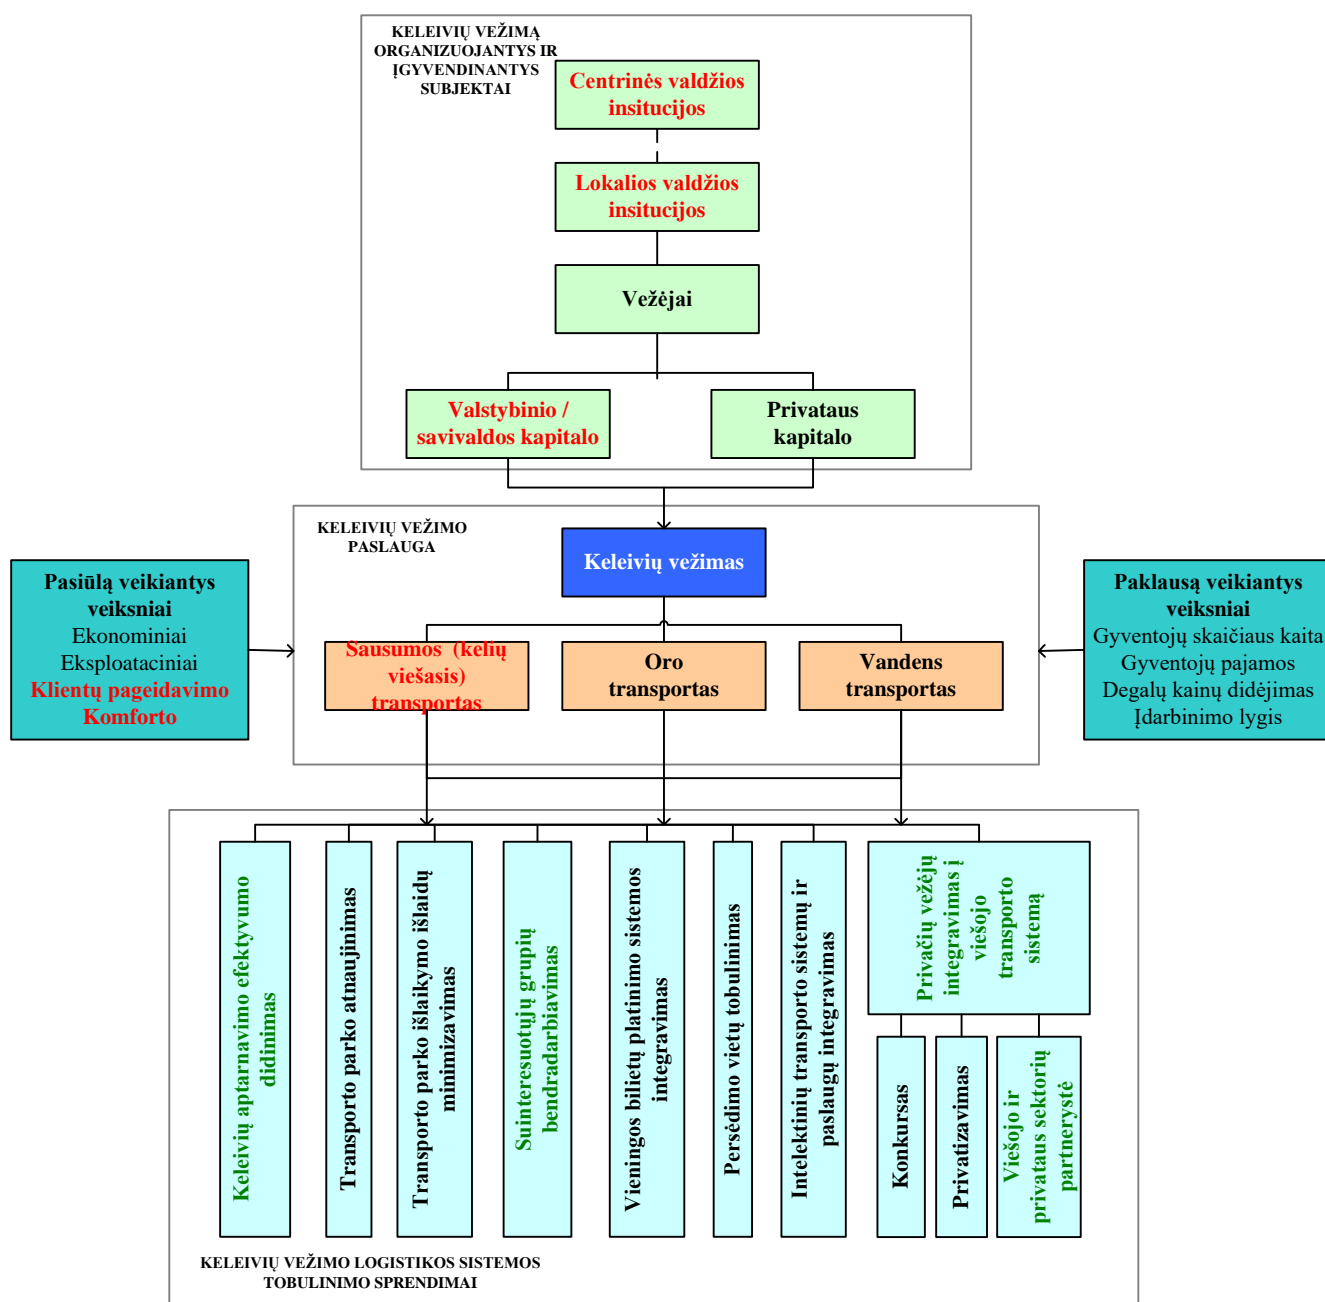 KELEIVIŲ VEŽIMĄ
ORGANIZUOJANTYS IR
ĮGYVENDINANTYS
SUBJEKTAI
Centrinės valdžios
insitucijos
Lokalios valdžios
insitucijos
Vežėjai
Valstybinio /
savivaldos kapitalo
Privataus
kapitalo
KELEIVIŲ VEŽIMO
PASLAUGA
Keleivių vežimas
Pasiūlą veikiantys
veiksniai
Ekonominiai
Eksploataciniai
Klientų pageidavimo
Komforto
Sausumos (kelių
viešasis)
transportas
Oro
transportas
Vandens
transportas
Paklausą veikiantys
veiksniai
Gyventojų skaičiaus kaita
Gyventojų pajamos
Degalų kainų didėjimas
Įdarbinimo lygis
Keleivių aptarnavimo efektyvumo
didinimas
Transporto parko atnaujinimas
Transporto parko išlaikymo išlaidų
minimizavimas
Suinteresuotųjų grupių
bendradarbiavimas
Vieningos bilietų platinimo sistemos
integravimas
Persėdimo vietų tobulinimas
Intelektinių transporto sistemų ir
paslaugų integravimas
Privačių vežėjų
integravimas į
viešojo
transporto
sistemą
Konkursas
Privatizavimas
Viešojo ir
privataus sektorių
partnerystė
KELEIVIŲ VEŽIMO LOGISTIKOS SISTEMOS
TOBULINIMO SPRENDIMAI